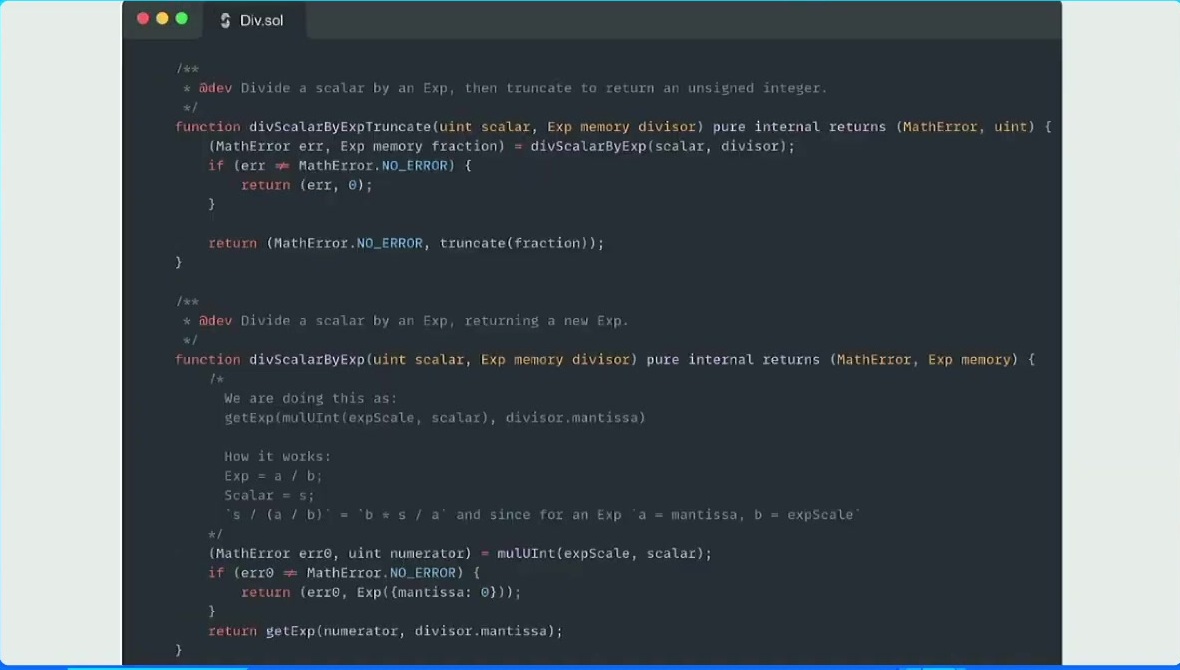 Div.sol
/**
* @dev Divide a scalar by an Exp, then truncate to return an unsigned integer.
*/
function divScalarByExpTruncate(uint scalar, Exp memory divisor) pure internal returns (MathError, uint) {
(MathError err, Exp memory fraction) = divScalarByExp(scalar, divisor);
if (err != MathError.NO_ERROR) {
return (err, 0);
}
return (MathError.NO_ERROR, truncate(fraction));
}
/**
* @dev Divide a scalar by an Exp, returning a new Exp.
*/
function divScalarByExp(uint scalar, Exp memory divisor) pure internal returns (MathError, Exp memory) {
/*
We are doing this as:
getExp(mulUInt(expScale, scalar), divisor.mantissa)
How it works:
Exp = a / b;
Scalar = s;
`s / (a / b)` = `b * s / a` and since for an Exp `a = mantissa, b = expScale`
*/
(MathError err0, uint numerator) = mulUInt(expScale, scalar);
if (err0 != MathError.NO_ERROR) {
return (err0, Exp({mantissa: 0}));
}
return getExp(numerator, divisor.mantissa);
}